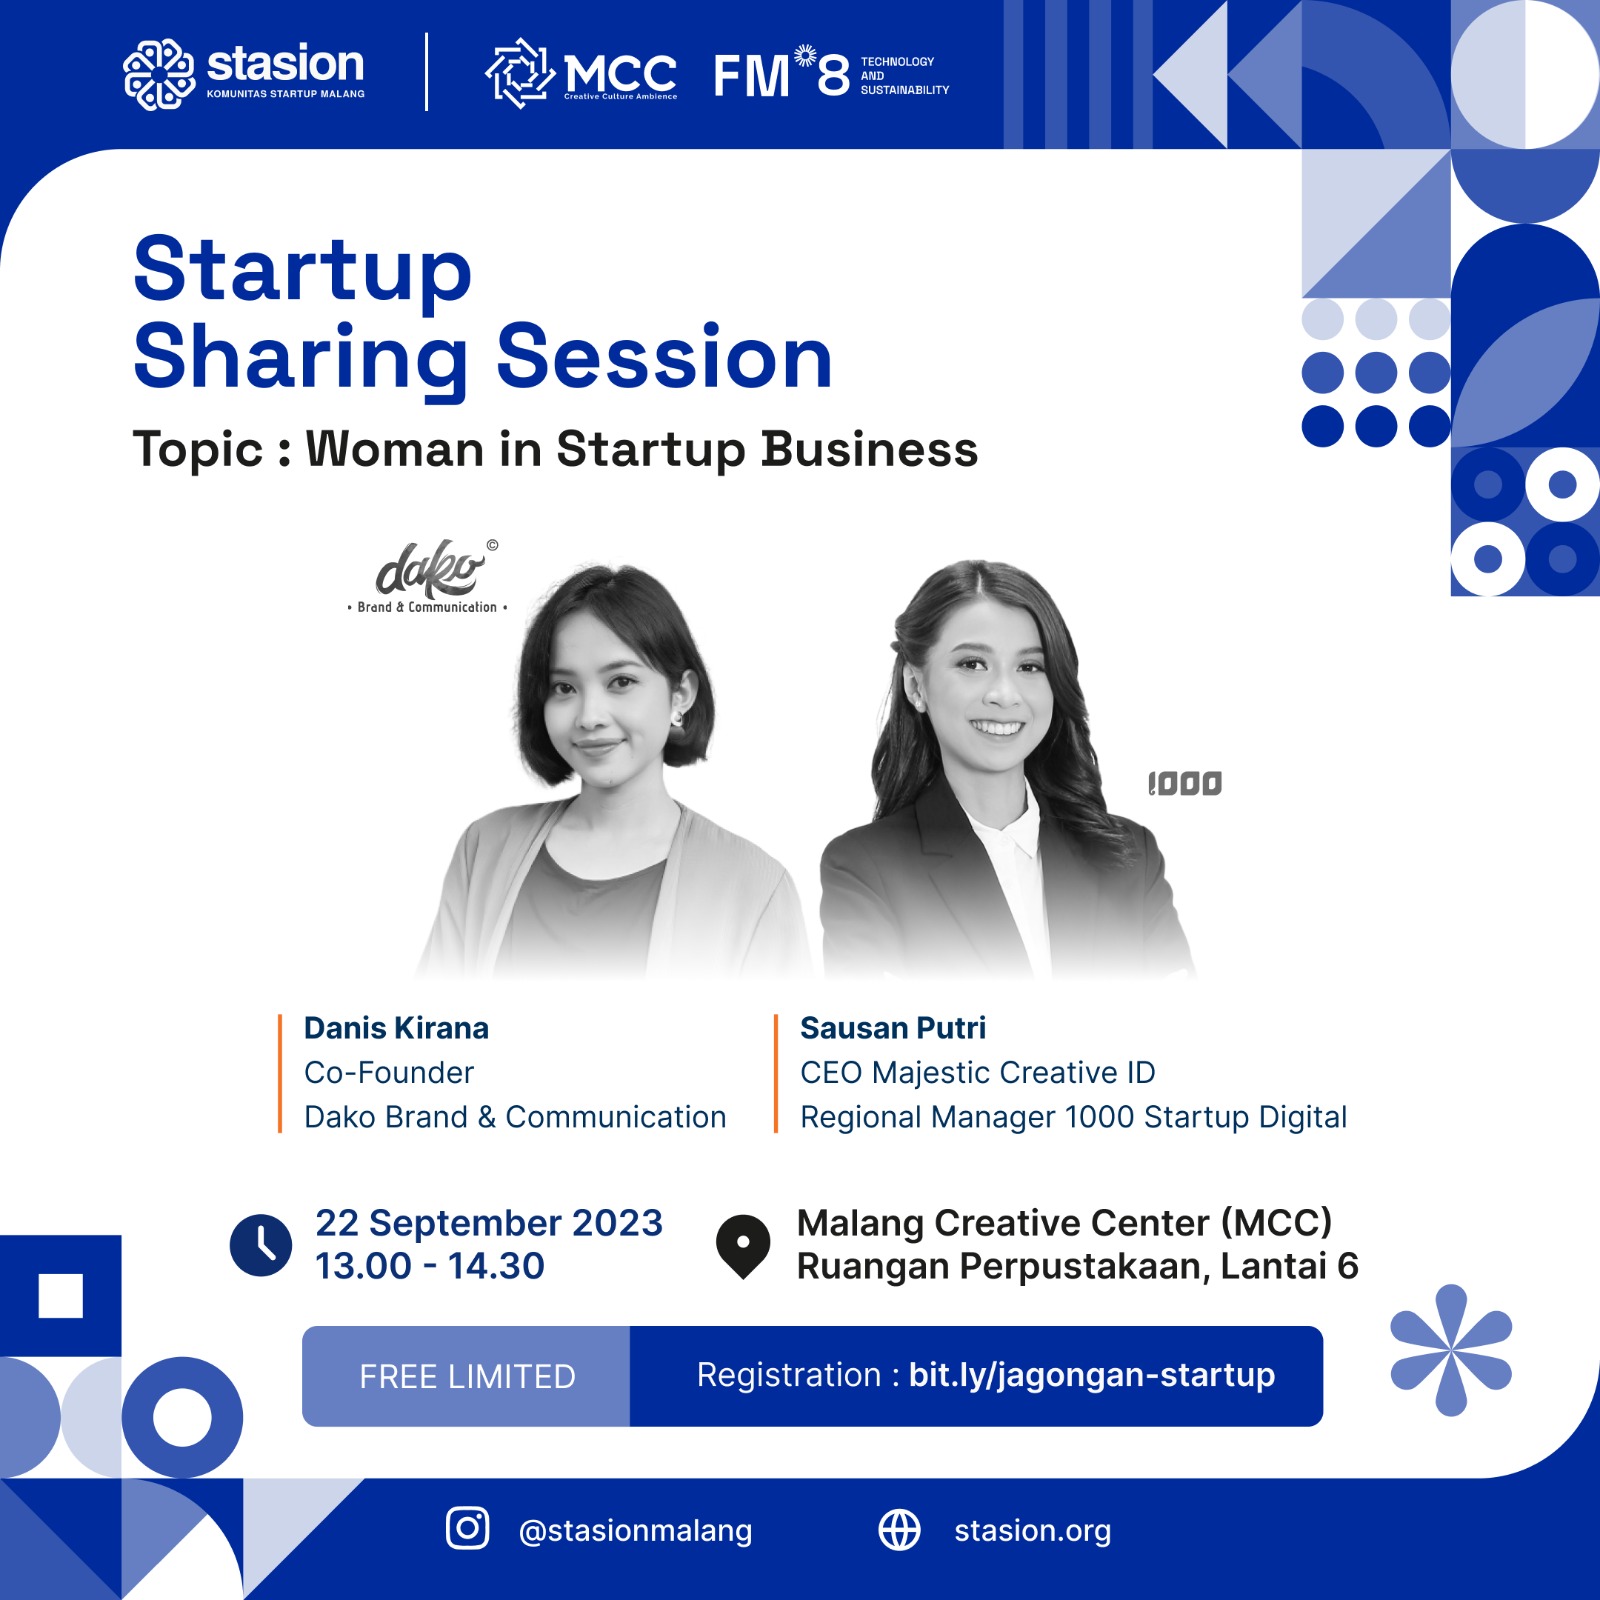 stasion
KOMUNITAS STARTUP MALANG
MCC
Creative Culture Ambience
FM 8
TECHNOLOGY
AND
SUSTAINABILITY
Startup
Sharing Session
Topic : Woman in Startup Business
dako ©
• Brand & Communication •
1000
Danis Kirana
Co-Founder
Dako Brand & Communication
Sausan Putri
CEO Majestic Creative ID
Regional Manager 1000 Startup Digital
22 September 2023
13.00 - 14.30
Malang Creative Center (MCC)
Ruangan Perpustakaan, Lantai 6
FREE LIMITED
Registration : bit.ly/jagongan-startup
@stasionmalang
stasion.org